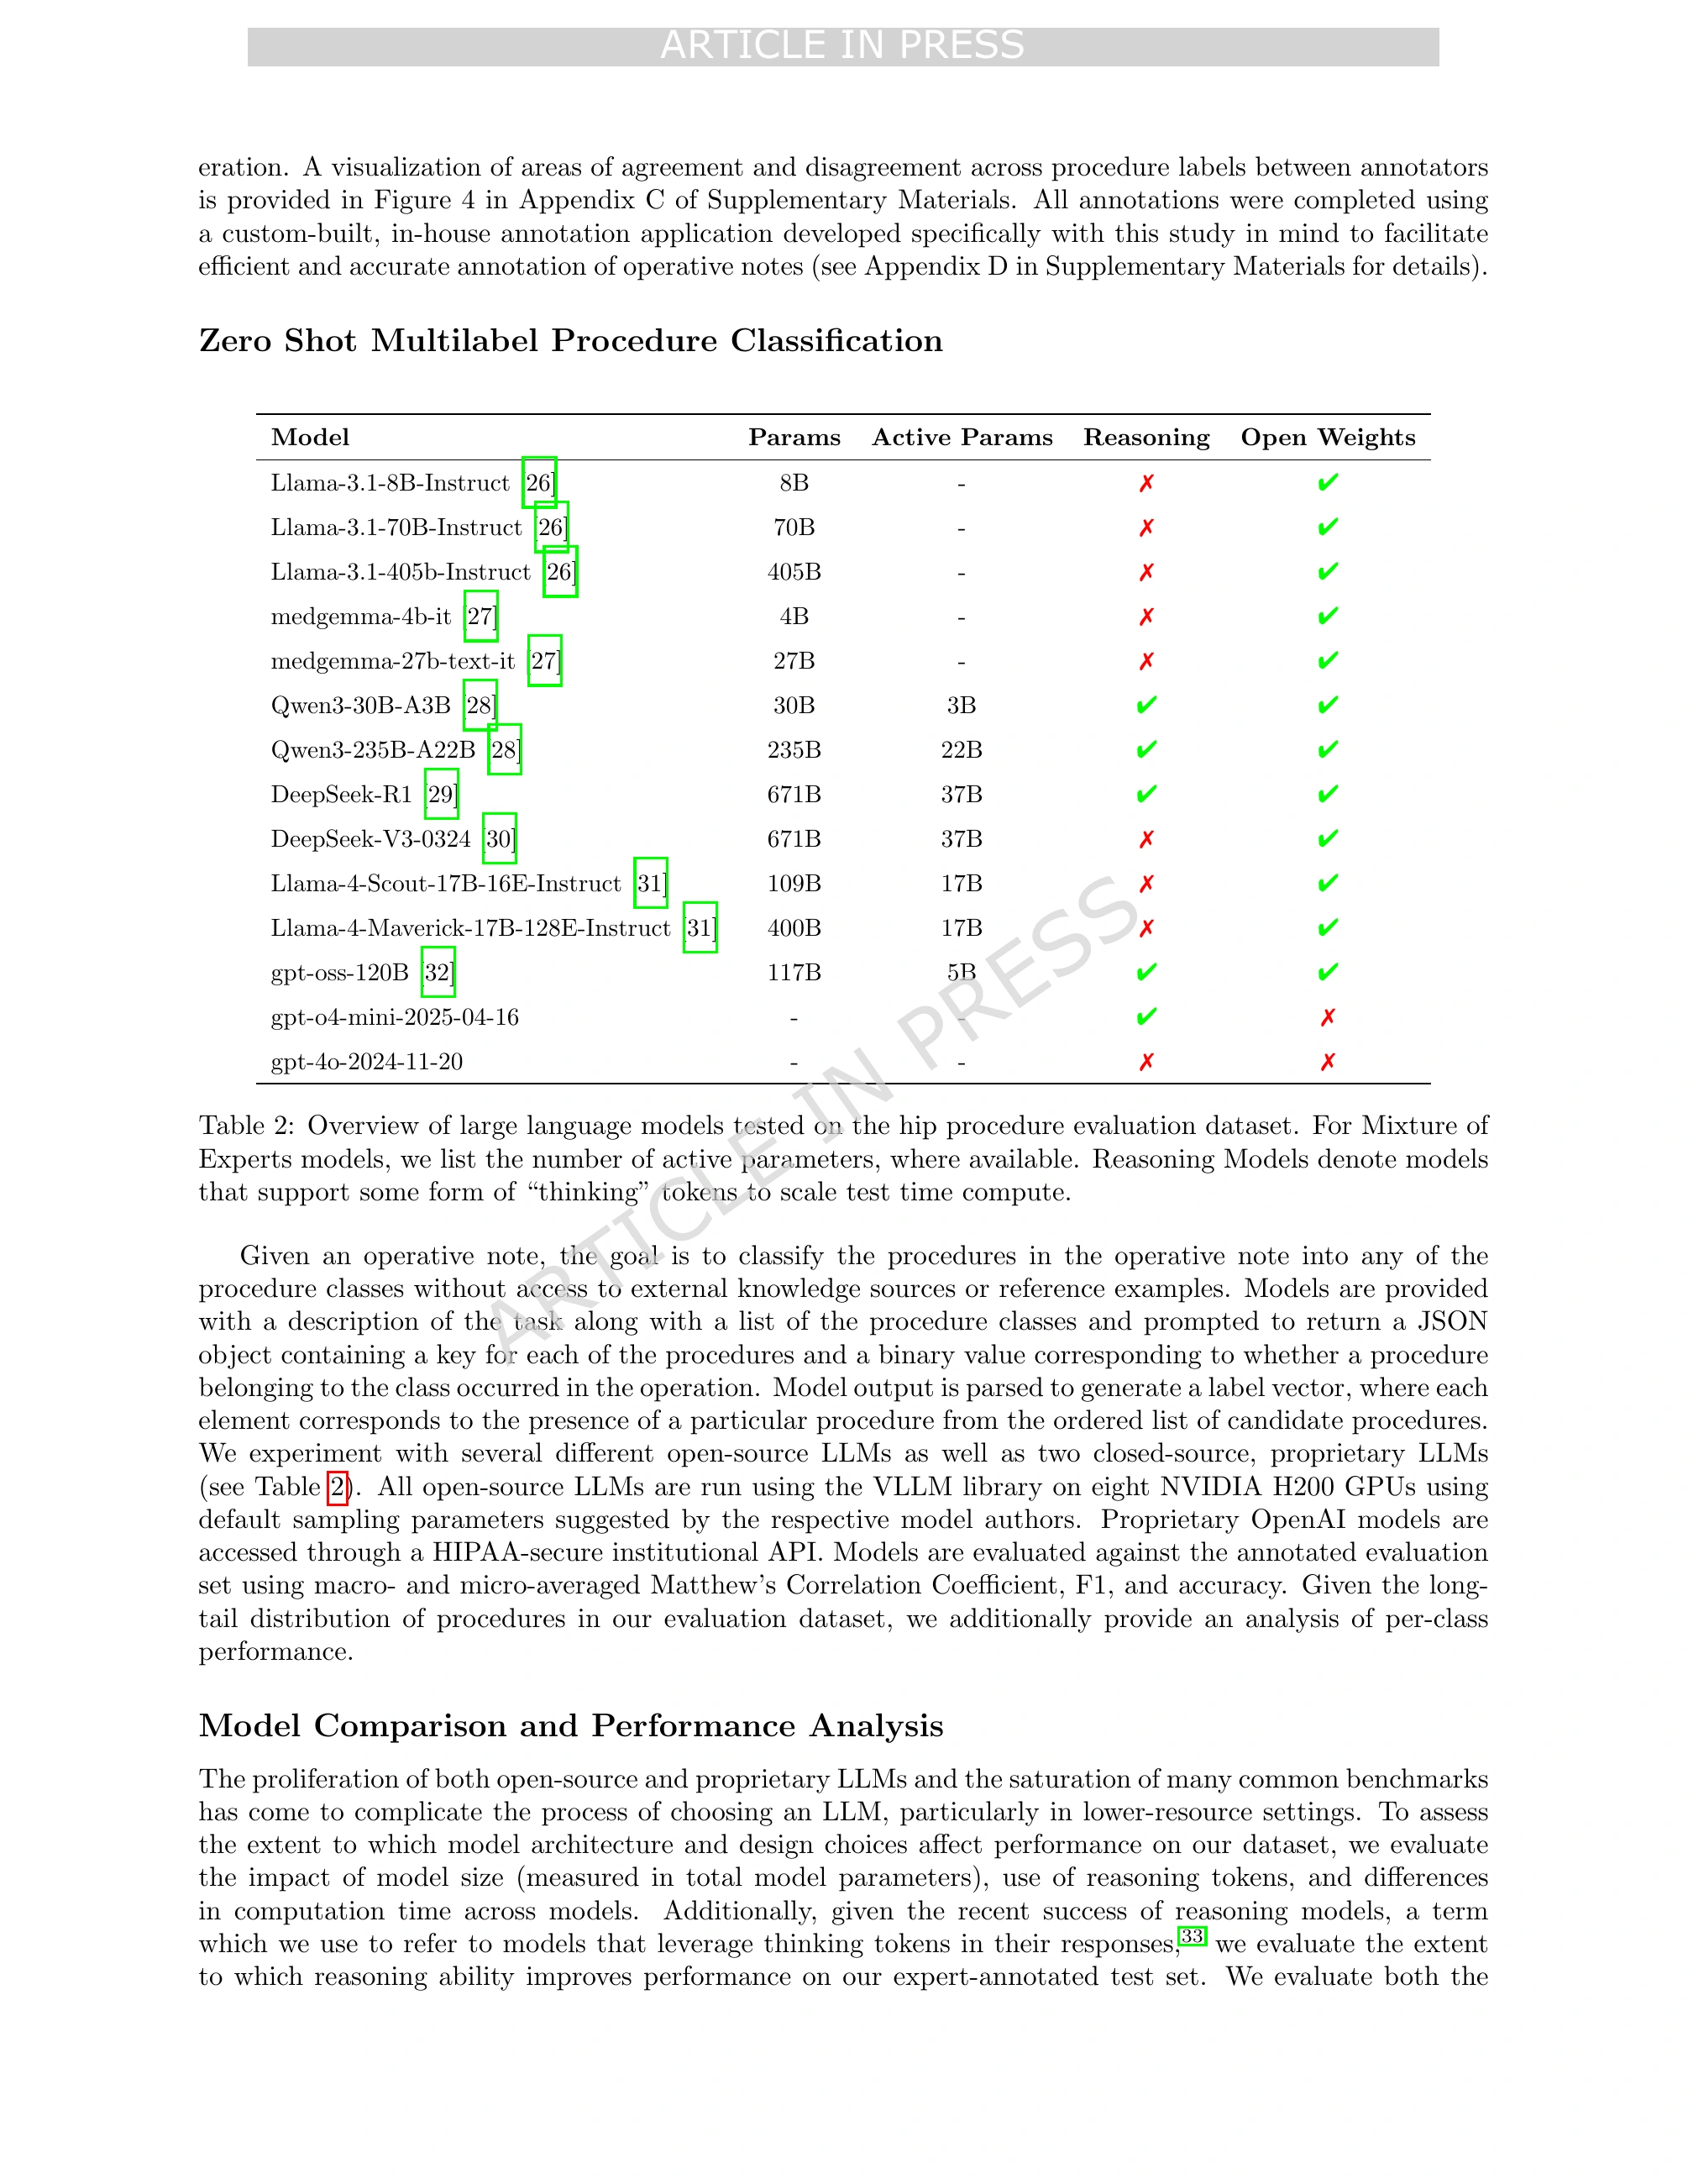 ARTICLE IN PRESS
eration. A visualization of areas of agreement and disagreement across procedure labels between annotators
is provided in Figure 4 in Appendix C of Supplementary Materials. All annotations were completed using
a custom-built, in-house annotation application developed specifically with this study in mind to facilitate
efficient and accurate annotation of operative notes (see Appendix D in Supplementary Materials for details).
Zero Shot Multilabel Procedure Classification
Model Params Active Params Reasoning Open Weights
Llama-3.1-8B-Instruct [26] 8B - ✗ ✔
Llama-3.1-70B-Instruct [26] 70B - ✗ ✔
Llama-3.1-405b-Instruct [26] 405B - ✗ ✔
medgemma-4b-it [27] 4B - ✗ ✔
medgemma-27b-text-it [27] 27B - ✗ ✔
Qwen3-30B-A3B [28] 30B 3B ✔ ✔
Qwen3-235B-A22B [28] 235B 22B ✔ ✔
DeepSeek-R1 [29] 671B 37B ✔ ✔
DeepSeek-V3-0324 [30] 671B 37B ✗ ✔
Llama-4-Scout-17B-16E-Instruct [31] 109B 17B ✗ ✔
Llama-4-Maverick-17B-128E-Instruct [31] 400B 17B ✗ ✔
gpt-oss-120B [32] 117B 5B ✔ ✔
gpt-o4-mini-2025-04-16 - - ✔ ✗
gpt-4o-2024-11-20 - - ✗ ✗
Table 2: Overview of large language models tested on the hip procedure evaluation dataset. For Mixture of
Experts models, we list the number of active parameters, where available. Reasoning Models denote models
that support some form of “thinking” tokens to scale test time compute.
Given an operative note, the goal is to classify the procedures in the operative note into any of the
procedure classes without access to external knowledge sources or reference examples. Models are provided
with a description of the task along with a list of the procedure classes and prompted to return a JSON
object containing a key for each of the procedures and a binary value corresponding to whether a procedure
belonging to the class occurred in the operation. Model output is parsed to generate a label vector, where each
element corresponds to the presence of a particular procedure from the ordered list of candidate procedures.
We experiment with several different open-source LLMs as well as two closed-source, proprietary LLMs
(see Table 2). All open-source LLMs are run using the VLLM library on eight NVIDIA H200 GPUs using
default sampling parameters suggested by the respective model authors. Proprietary OpenAI models are
accessed through a HIPAA-secure institutional API. Models are evaluated against the annotated evaluation
set using macro- and micro-averaged Matthew’s Correlation Coefficient, F1, and accuracy. Given the long-
tail distribution of procedures in our evaluation dataset, we additionally provide an analysis of per-class
performance.
Model Comparison and Performance Analysis
The proliferation of both open-source and proprietary LLMs and the saturation of many common benchmarks
has come to complicate the process of choosing an LLM, particularly in lower-resource settings. To assess
the extent to which model architecture and design choices affect performance on our dataset, we evaluate
the impact of model size (measured in total model parameters), use of reasoning tokens, and differences
in computation time across models. Additionally, given the recent success of reasoning models, a term
which we use to refer to models that leverage thinking tokens in their responses,33 we evaluate the extent
to which reasoning ability improves performance on our expert-annotated test set. We evaluate both the
ARTICLE IN PRESS